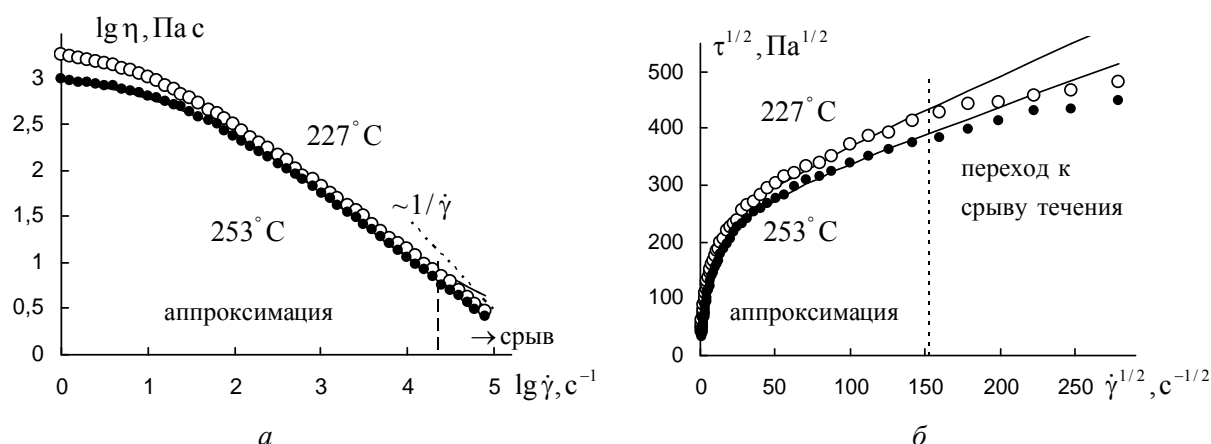 lg η, Па с
3
2,5
2
1,5
1
0,5
0
227°C
253°C
~1/γ̇
аппроксимация
→срыв
0 1 2 3 4 5
lg γ̇, с⁻¹
а
τ^1/2, Па^1/2
500
400
300
200
100
0
227°C
253°C
переход к
срыву течения
аппроксимация
0 50 100 150 200 250
γ̇^1/2, с^−1/2
б